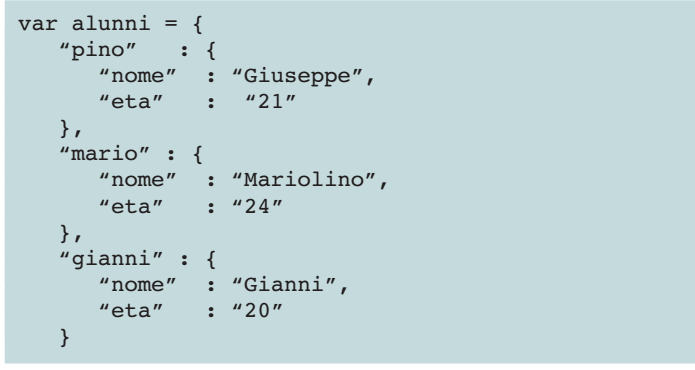 var alunni = {
“pino” : {
“nome” : “Giuseppe”,
“eta” : “21”
},
“mario” : {
“nome” : “Mariolino”,
“eta” : “24”
},
“gianni” : {
“nome” : “Gianni”,
“eta” : “20”
}